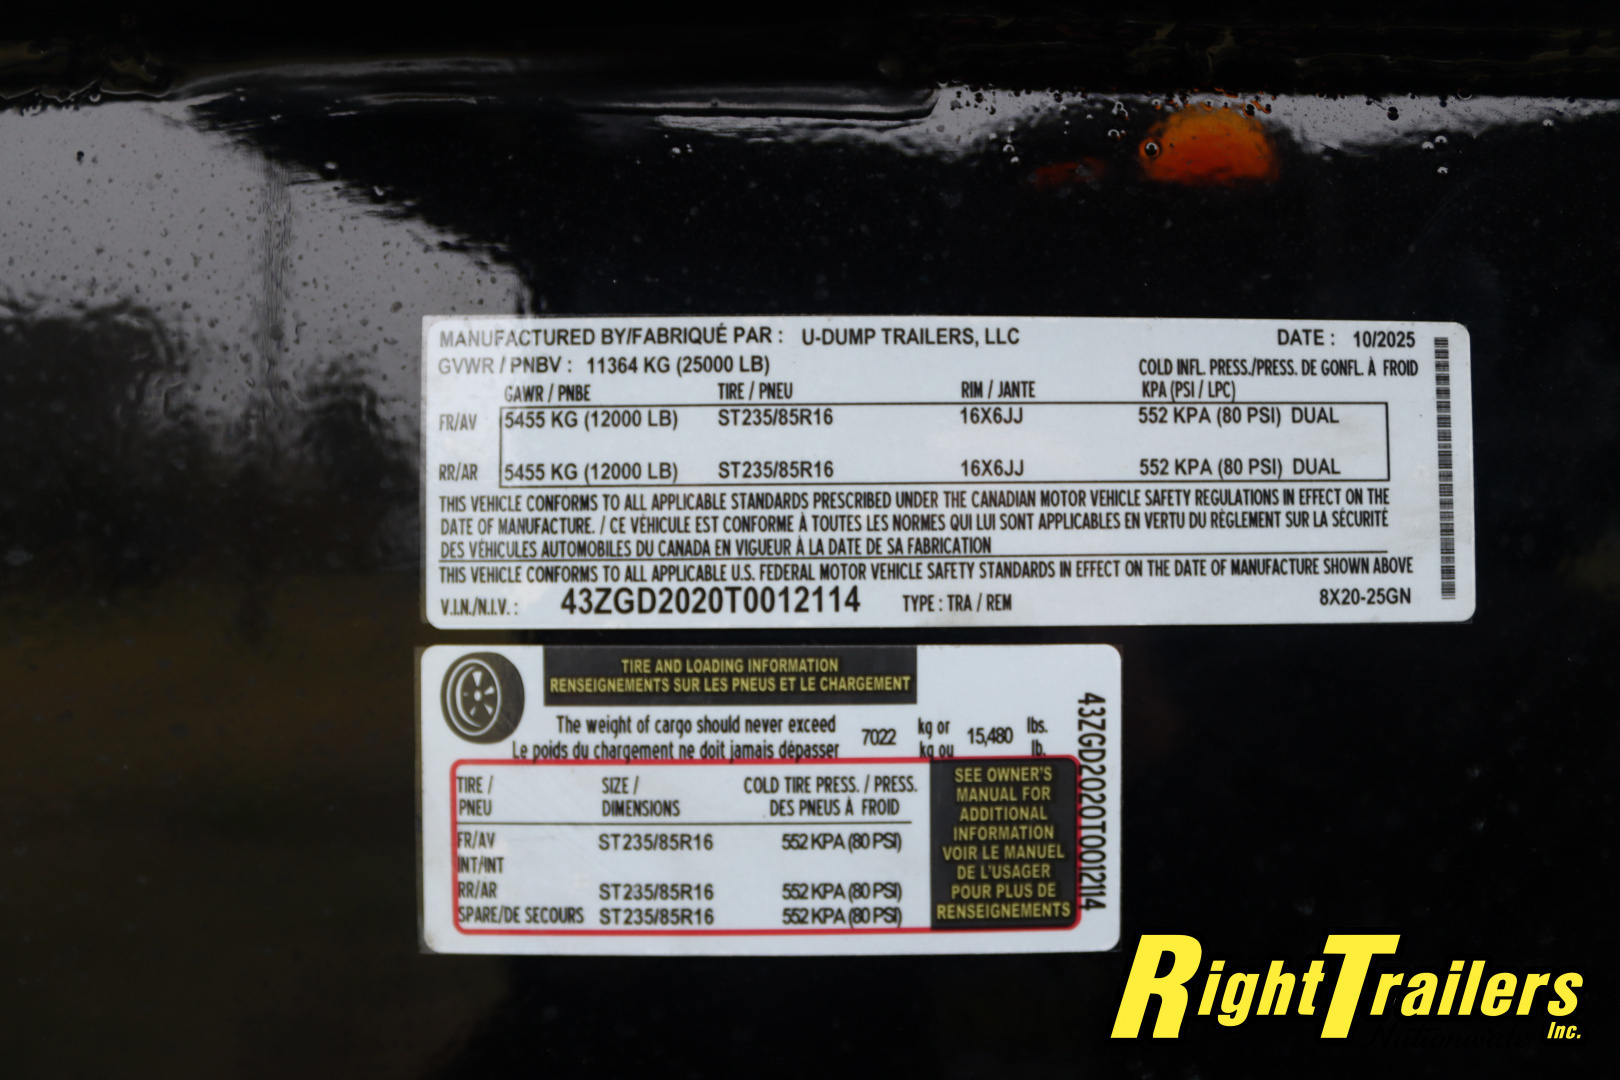 MANUFACTURED BY/FABRIQUÉ PAR : U-DUMP TRAILERS, LLC DATE : 10/2025
GVWR / PNBV : 11364 KG (25000 LB) COLD INFL. PRESS./PRESS. DE GONFL. À FROID
GAWR / PNBE TIRE / PNEU RIM / JANTE KPA (PSI / LPC)
FR/AV 5455 KG (12000 LB) ST235/85R16 16X6JJ 552 KPA (80 PSI) DUAL
RR/AR 5455 KG (12000 LB) ST235/85R16 16X6JJ 552 KPA (80 PSI) DUAL
THIS VEHICLE CONFORMS TO ALL APPLICABLE STANDARDS PRESCRIBED UNDER THE CANADIAN MOTOR VEHICLE SAFETY REGULATIONS IN EFFECT ON THE
DATE OF MANUFACTURE. / CE VÉHICULE EST CONFORME À TOUTES LES NORMES QUI LUI SONT APPLICABLES EN VERTU DU RÈGLEMENT SUR LA SÉCURITÉ
DES VÉHICULES AUTOMOBILES DU CANADA EN VIGUEUR À LA DATE DE SA FABRICATION
THIS VEHICLE CONFORMS TO ALL APPLICABLE U.S. FEDERAL MOTOR VEHICLE SAFETY STANDARDS IN EFFECT ON THE DATE OF MANUFACTURE SHOWN ABOVE
V.I.N./N.I.V. : 43ZGD2020T0012114 TYPE : TRA / REM 8X20-25GN
TIRE AND LOADING INFORMATION
RENSEIGNEMENTS SUR LES PNEUS ET LE CHARGEMENT
The weight of cargo should never exceed 7022 kg or 15,480 lbs.
Le poids du chargement ne doit jamais dépasser kg ou lb.
TIRE / SIZE / COLD TIRE PRESS. / PRESS.
PNEU DIMENSIONS DES PNEUS À FROID
FR/AV ST235/85R16 552 KPA (80 PSI)
INT/INT
RR/AR ST235/85R16 552 KPA (80 PSI)
SPARE/DE SECOURS ST235/85R16 552 KPA (80 PSI)
SEE OWNER'S
MANUAL FOR
ADDITIONAL
INFORMATION
VOIR LE MANUEL
DE L'USAGER
POUR PLUS DE
RENSEIGNEMENTS
43ZGD2020T0012114
RightTrailers
Inc.
Nationwide